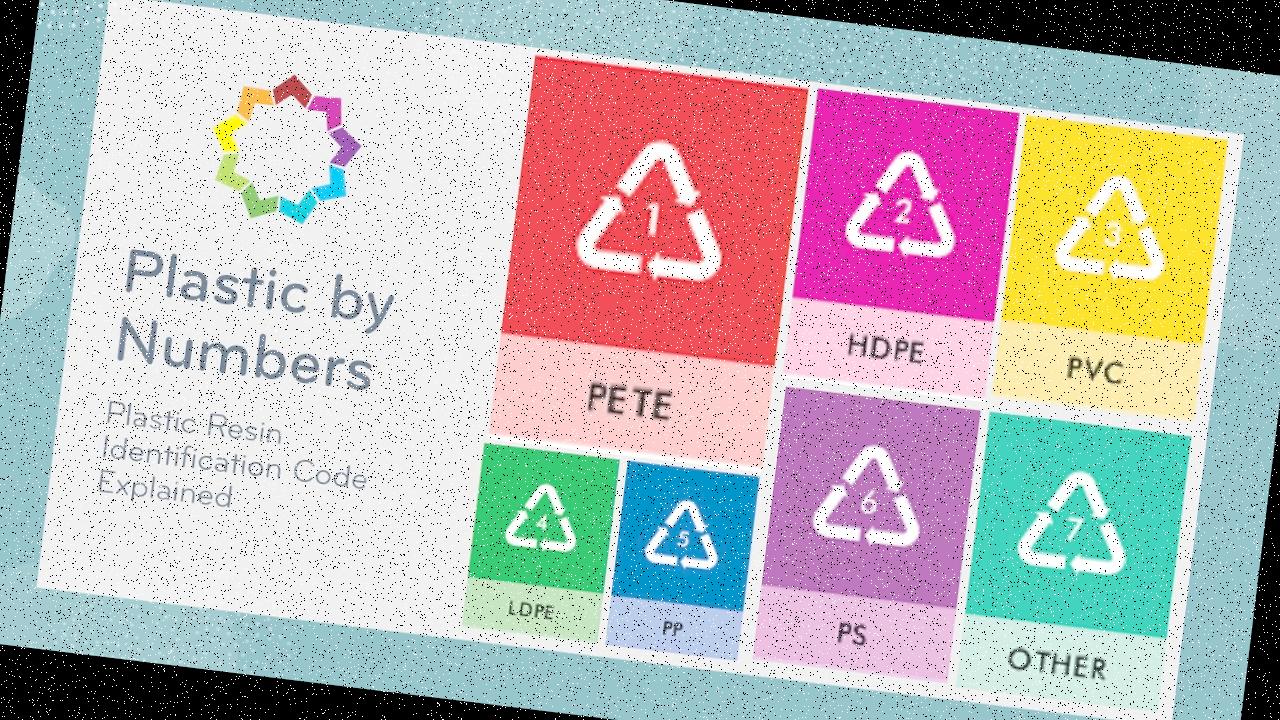 Plastic by
Numbers
Plastic Resin
Identification Code
Explained
1
PETE
2
HDPE
3
PVC
4
LDPE
5
PP
6
PS
7
OTHER